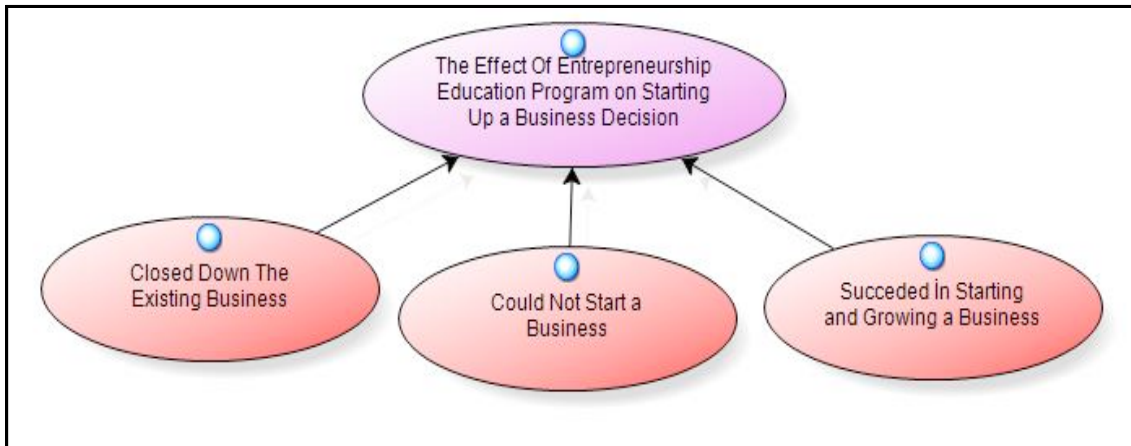 The Effect Of Entrepreneurship
Education Program on Starting
Up a Business Decision
Closed Down The
Existing Business
Could Not Start a
Business
Succeded İn Starting
and Growing a Business